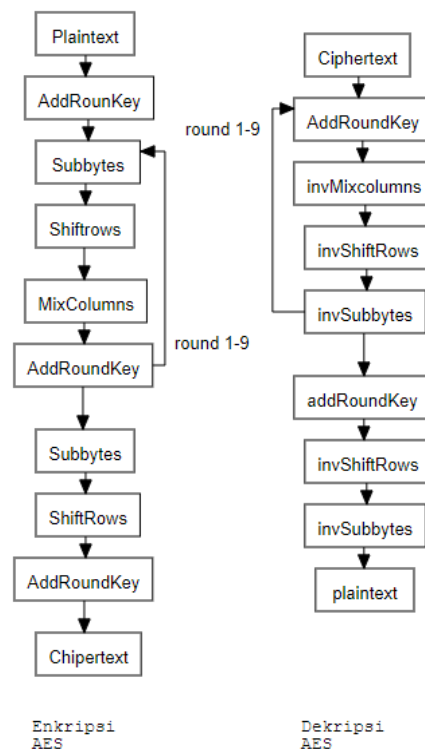 Plaintext
AddRounKey
Subbytes
Shiftrows
MixColumns
AddRoundKey
round 1-9
Subbytes
ShiftRows
AddRoundKey
Chipertext
Enkripsi
AES
Ciphertext
round 1-9
AddRoundKey
invMixcolumns
invShiftRows
invSubbytes
addRoundKey
invShiftRows
invSubbytes
plaintext
Dekripsi
AES